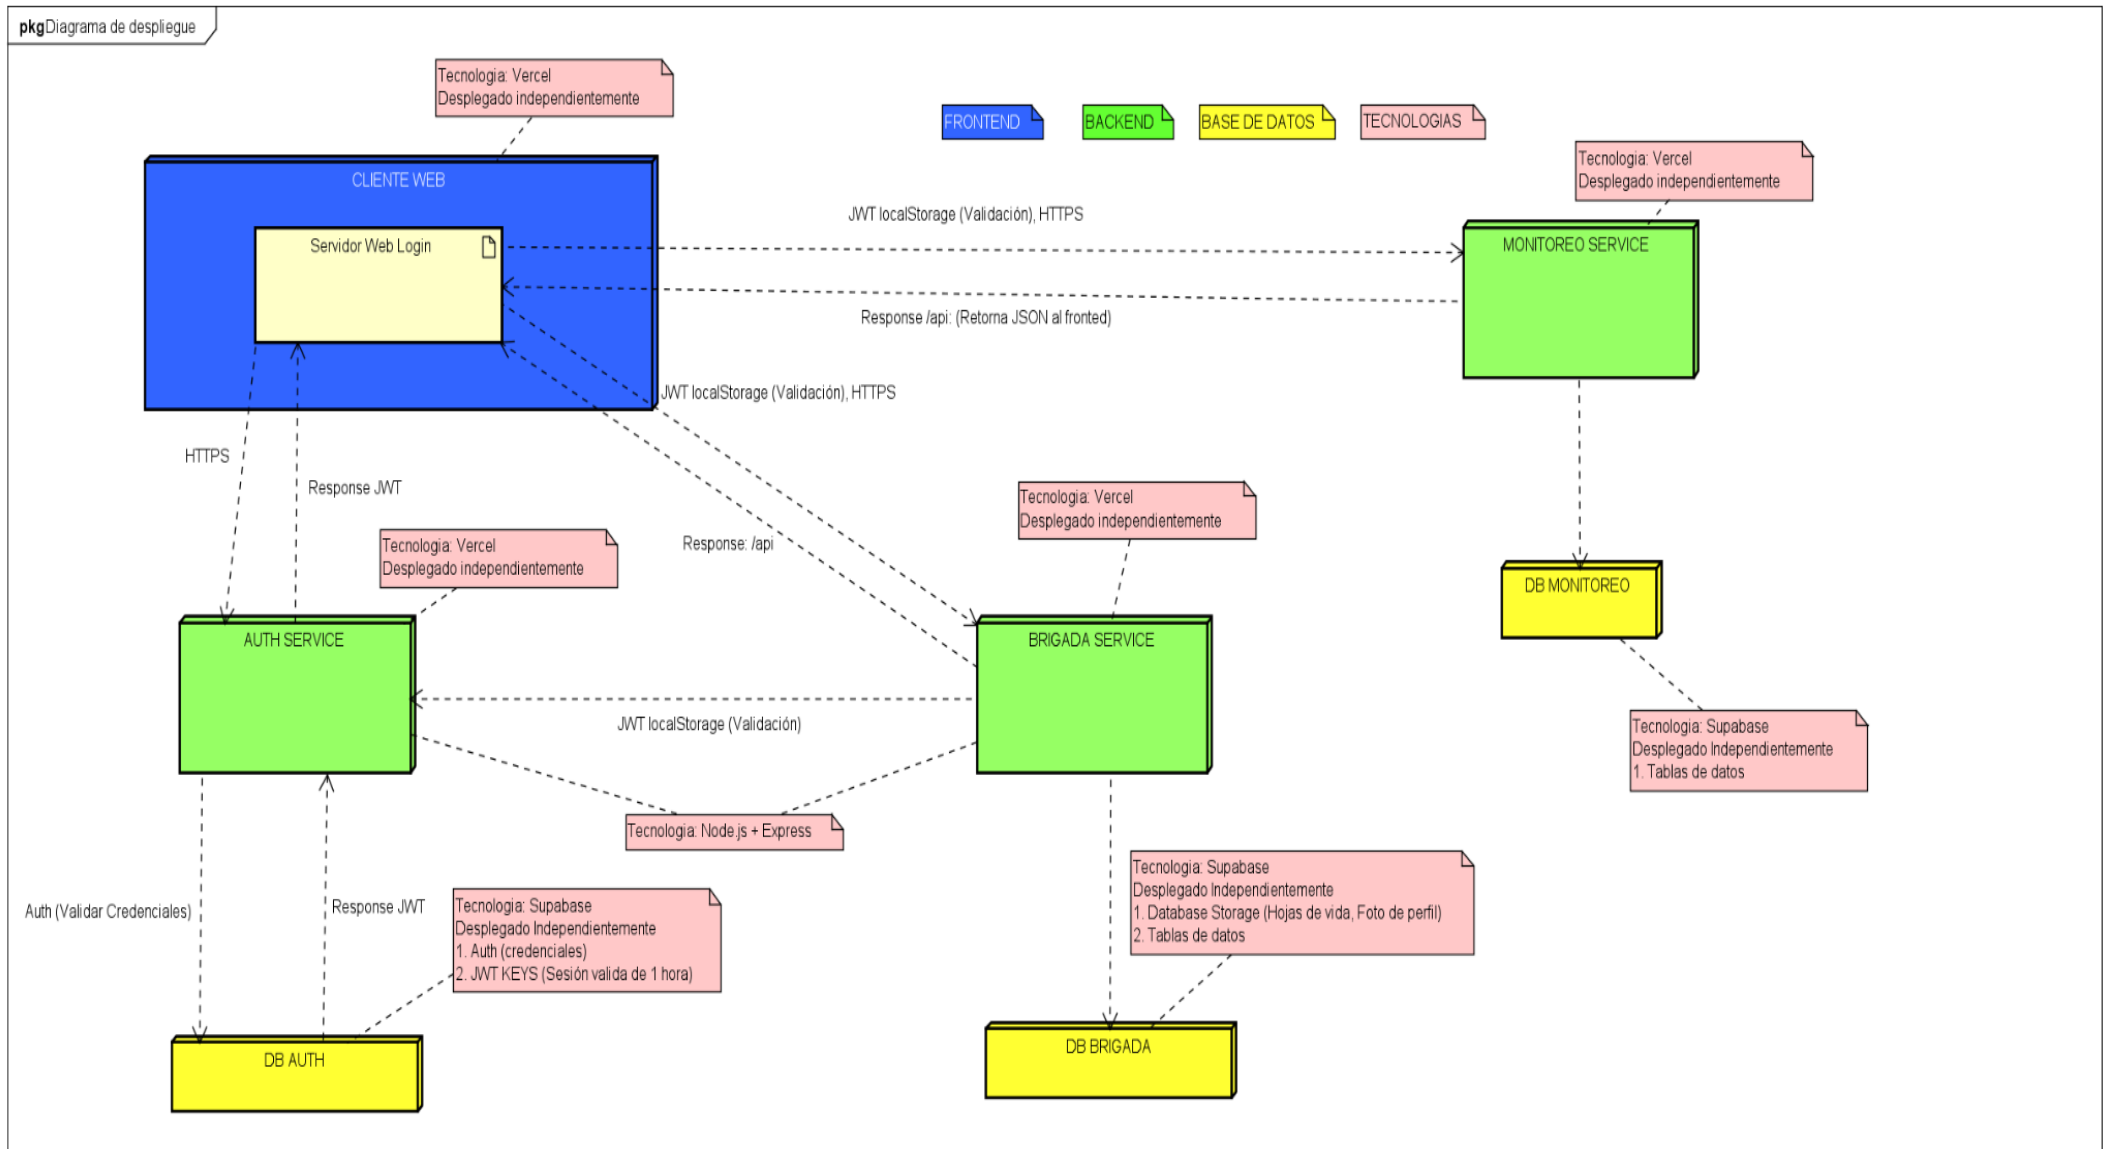 pkgDiagrama de despliegue
Tecnologia: Vercel
Desplegado independientemente
FRONTEND
BACKEND
BASE DE DATOS
TECNOLOGIAS
Tecnologia: Vercel
Desplegado independientemente
CLIENTE WEB
Servidor Web Login
JWT localStorage (Validación), HTTPS
MONITOREO SERVICE
Response /api: (Retorna JSON al fronted)
JWT localStorage (Validación), HTTPS
HTTPS
Response JWT
Response: /api
Tecnologia: Vercel
Desplegado independientemente
Tecnologia: Vercel
Desplegado independientemente
DB MONITOREO
AUTH SERVICE
BRIGADA SERVICE
JWT localStorage (Validación)
Tecnologia: Supabase
Desplegado Independientemente
1. Tablas de datos
Tecnologia: Node.js + Express
Auth (Validar Credenciales)
Response JWT
Tecnologia: Supabase
Desplegado Independientemente
1. Auth (credenciales)
2. JWT KEYS (Sesión valida de 1 hora)
Tecnologia: Supabase
Desplegado Independientemente
1. Database Storage (Hojas de vida, Foto de perfil)
2. Tablas de datos
DB AUTH
DB BRIGADA